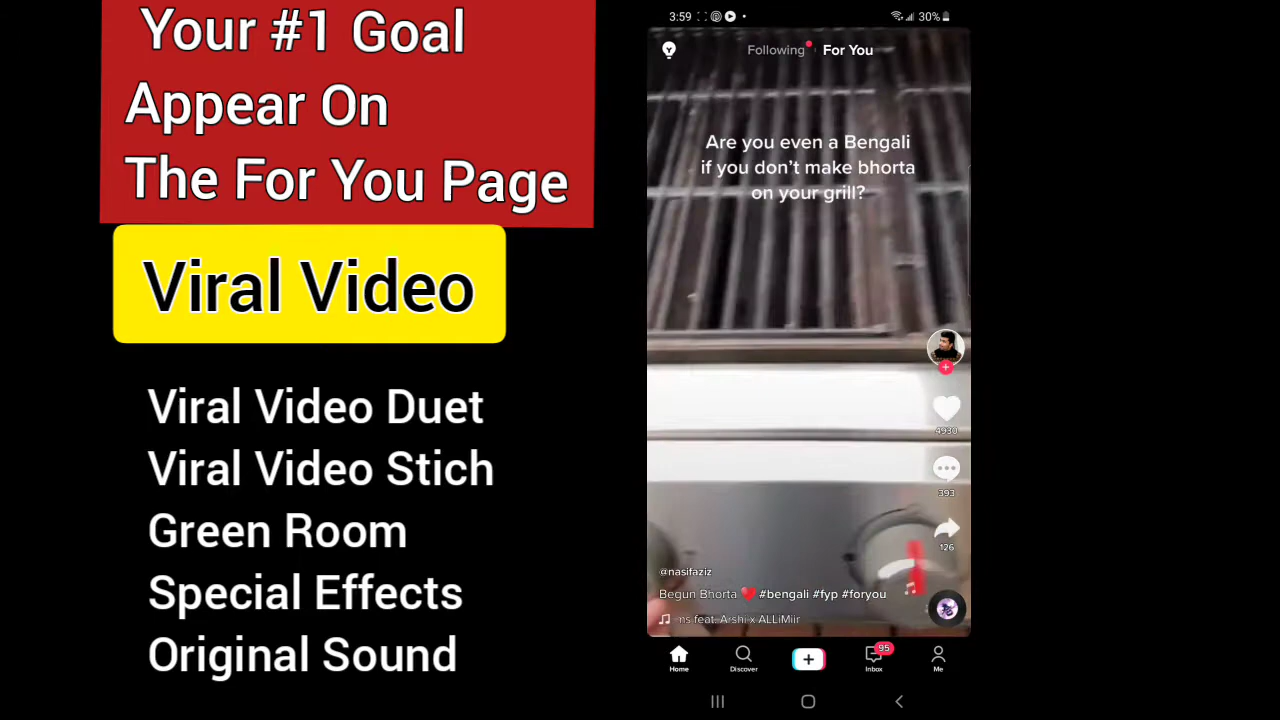 Your #1 Goal
Appear On
The For You Page
Viral Video
Viral Video Duet
Viral Video Stich
Green Room
Special Effects
Original Sound
3:59
30%
Following
For You
Are you even a Bengali
if you don't make bhorta
on your grill?
4930
393
126
@nasifaziz
Begun Bhorta ❤️ #bengali #fyp #foryou
ns feat. Arshi x ALLiMiir
Home
Discover
95
Inbox
Me